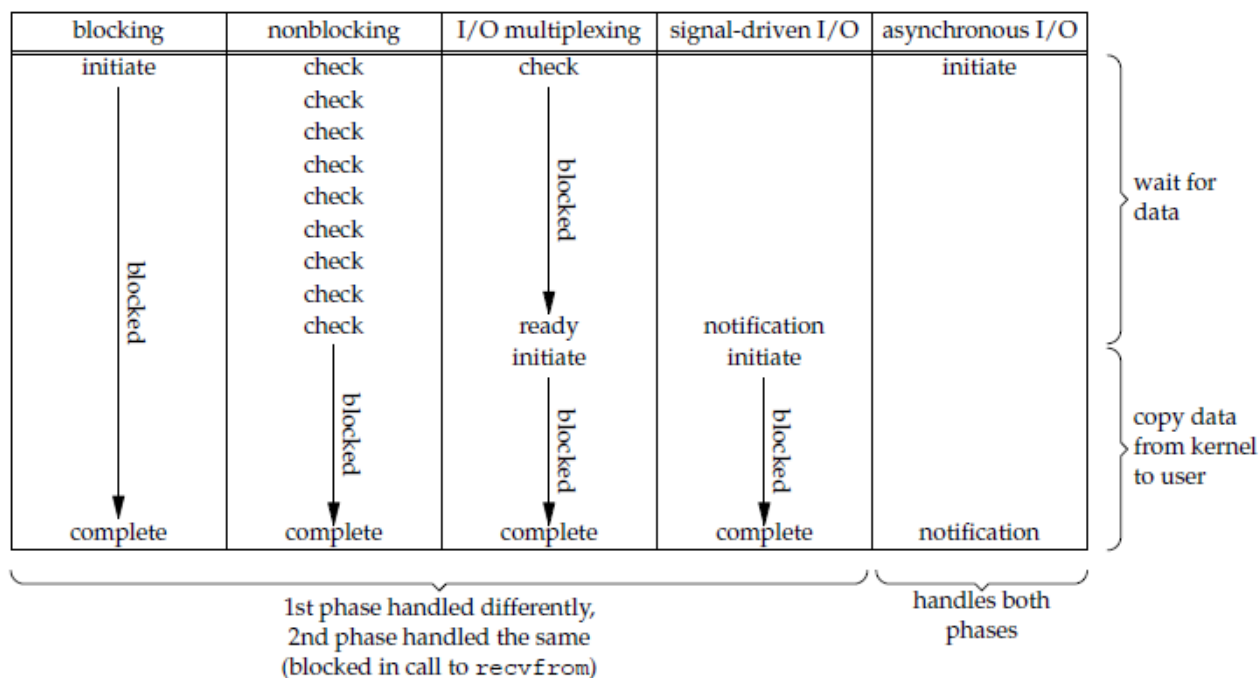 blocking nonblocking I/O multiplexing signal-driven I/O asynchronous I/O
initiate check check initiate
check
check
check
check
check
check
check
check ready notification
initiate initiate
blocked
blocked
blocked
blocked
blocked
complete complete complete complete notification
wait for
data
copy data
from kernel
to user
1st phase handled differently,
2nd phase handled the same
(blocked in call to recvfrom)
handles both
phases